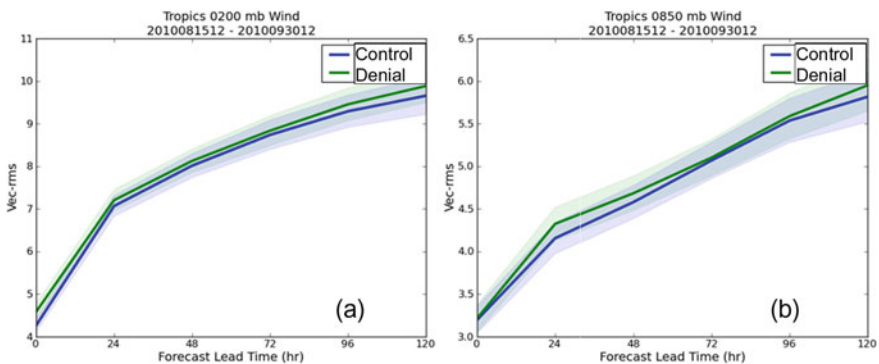 Tropics 0200 mb Wind
2010081512 - 2010093012
Control
Denial
Vec-rms
11
10
9
8
7
6
5
4
0
24
48
72
96
120
Forecast Lead Time (hr)
(a)
Tropics 0850 mb Wind
2010081512 - 2010093012
Control
Denial
Vec-rms
6.5
6.0
5.5
5.0
4.5
4.0
3.5
3.0
0
24
48
72
96
120
Forecast Lead Time (hr)
(b)